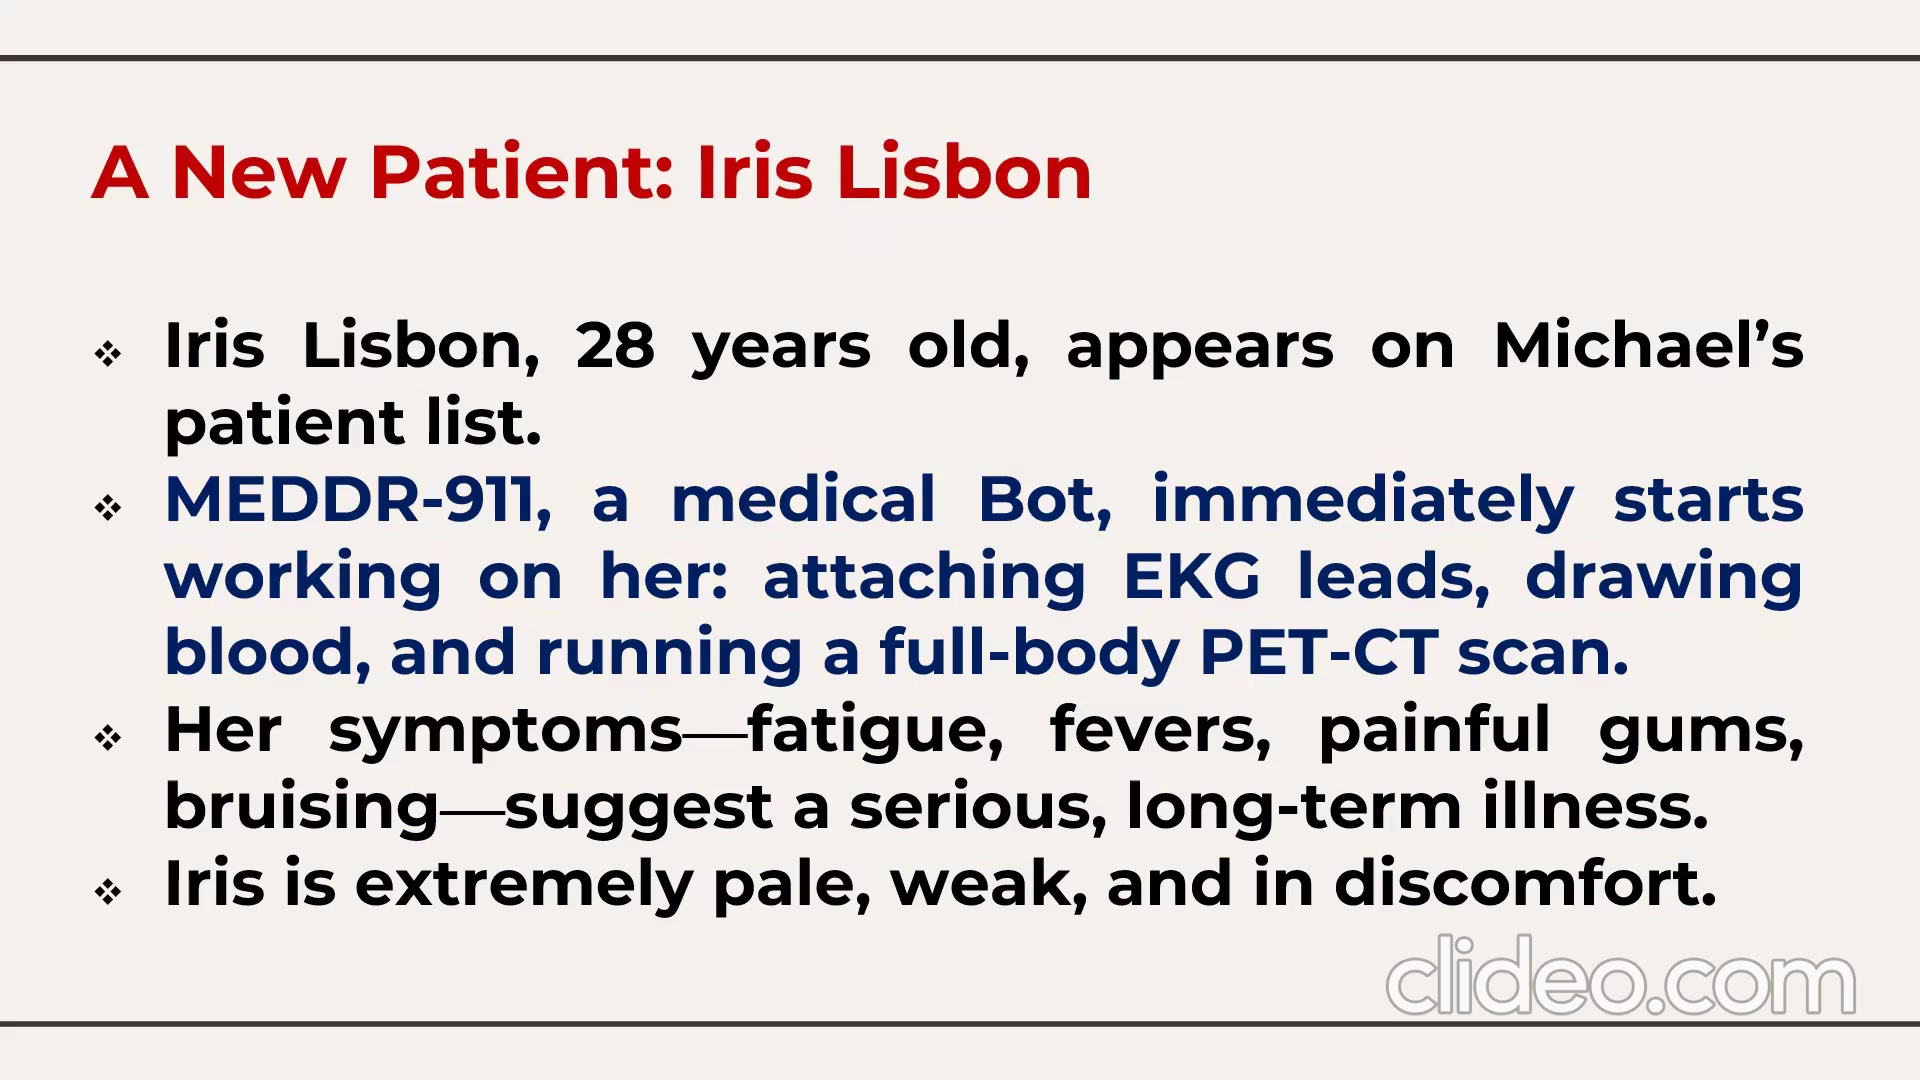 A New Patient: Iris Lisbon
❖ Iris Lisbon, 28 years old, appears on Michael’s
patient list.
❖ MEDDR-911, a medical Bot, immediately starts
working on her: attaching EKG leads, drawing
blood, and running a full-body PET-CT scan.
❖ Her symptoms—fatigue, fevers, painful gums,
bruising—suggest a serious, long-term illness.
❖ Iris is extremely pale, weak, and in discomfort.
clideo.com